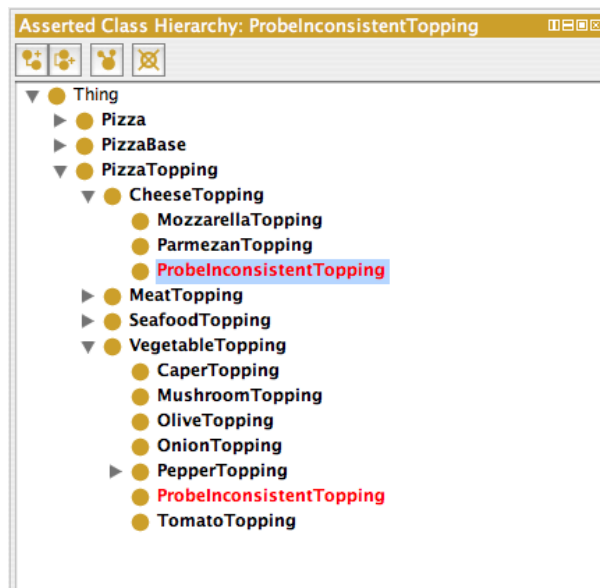 Asserted Class Hierarchy: ProbeInconsistentTopping
Thing
Pizza
PizzaBase
PizzaTopping
CheeseTopping
MozzarellaTopping
ParmezanTopping
ProbeInconsistentTopping
MeatTopping
SeafoodTopping
VegetableTopping
CaperTopping
MushroomTopping
OliveTopping
OnionTopping
PepperTopping
ProbeInconsistentTopping
TomatoTopping